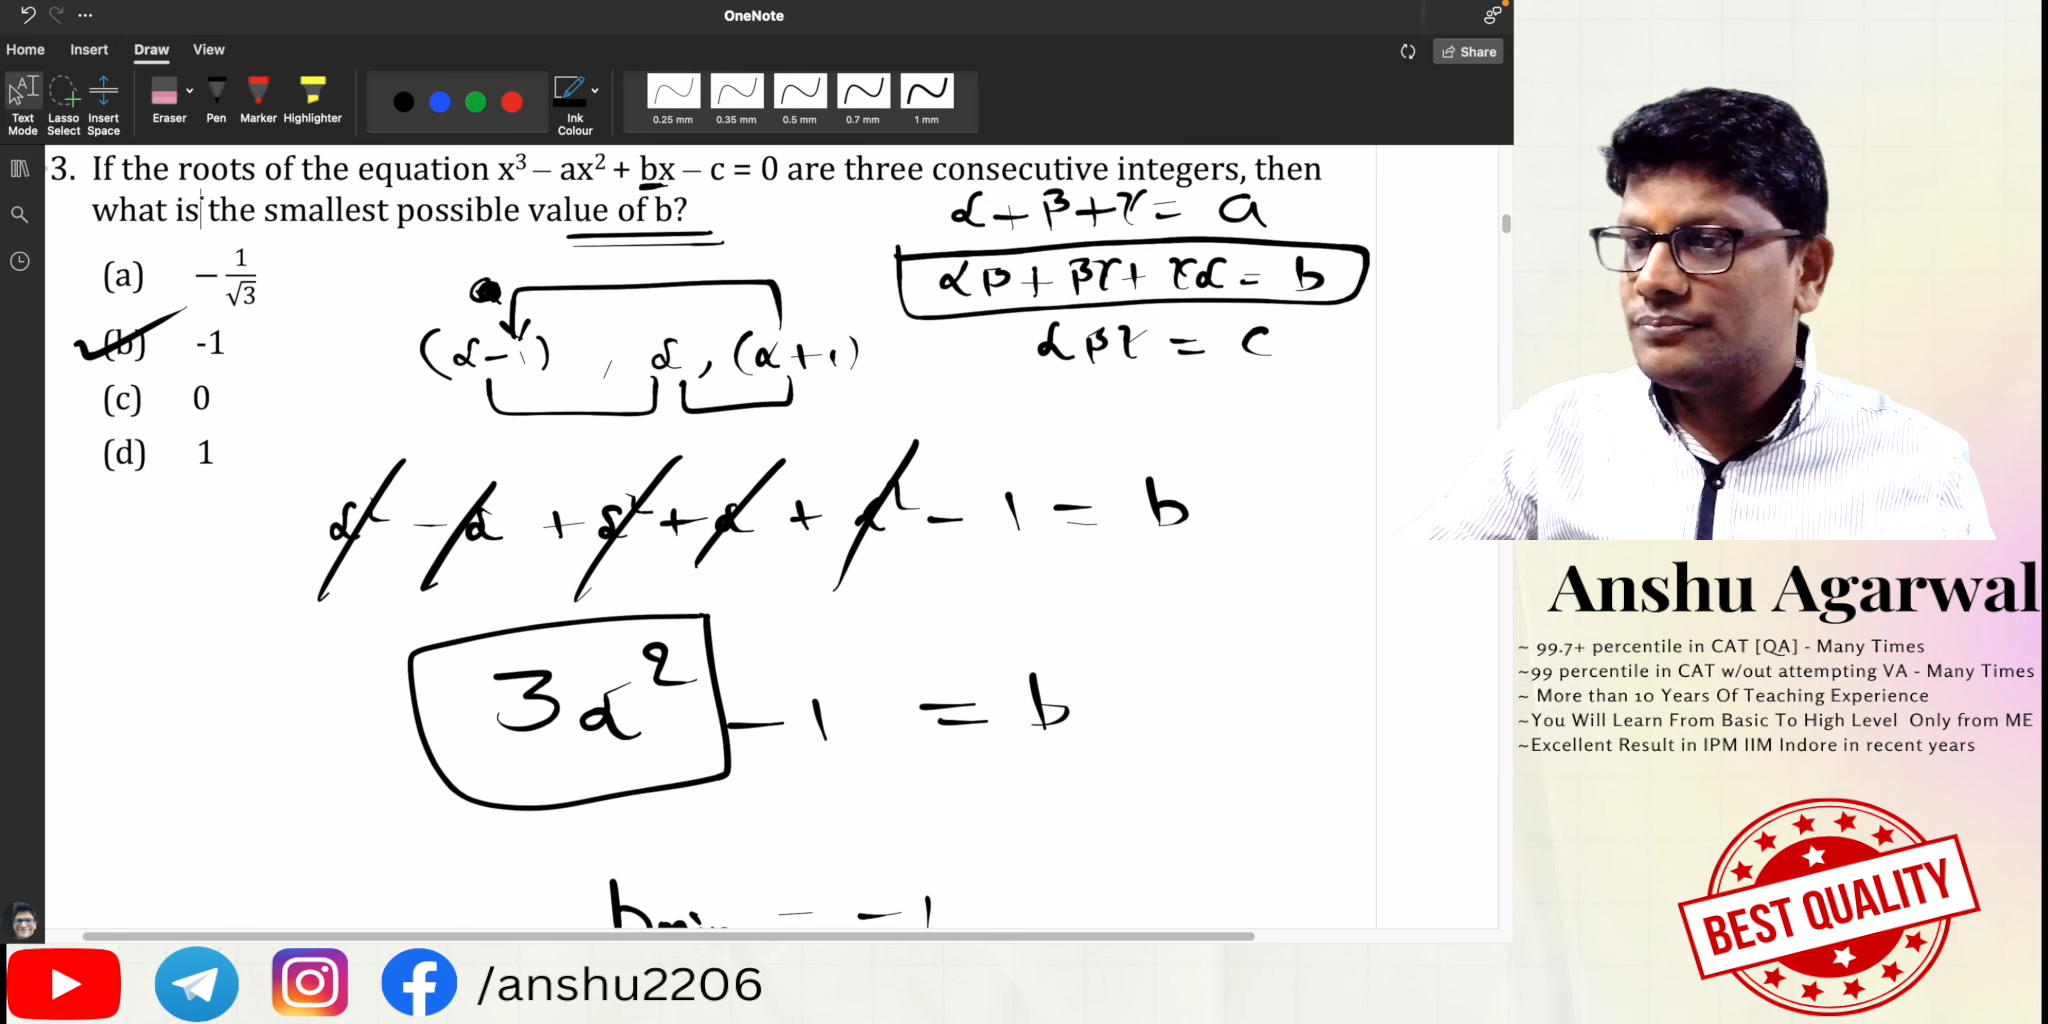 OneNote
Home Insert Draw View
Share
Text Mode
Lasso Select
Insert Space
Eraser
Pen
Marker
Highlighter
Ink Colour
0.25 mm
0.35 mm
0.5 mm
0.7 mm
1 mm
3. If the roots of the equation x³ – ax² + bx – c = 0 are three consecutive integers, then
what is the smallest possible value of b?
(a) −1/√3
(b) -1
(c) 0
(d) 1
α + β + γ = a
αβ + βγ + γα = b
αβγ = c
(α−1) , α , (α+1)
α² − α + α² + α + α² − 1 = b
3α² − 1 = b
bmin = −1
Anshu Agarwal
~ 99.7+ percentile in CAT [QA] - Many Times
~99 percentile in CAT w/out attempting VA - Many Times
~ More than 10 Years Of Teaching Experience
~You Will Learn From Basic To High Level Only from ME
~Excellent Result in IPM IIM Indore in recent years
BEST QUALITY
/anshu2206